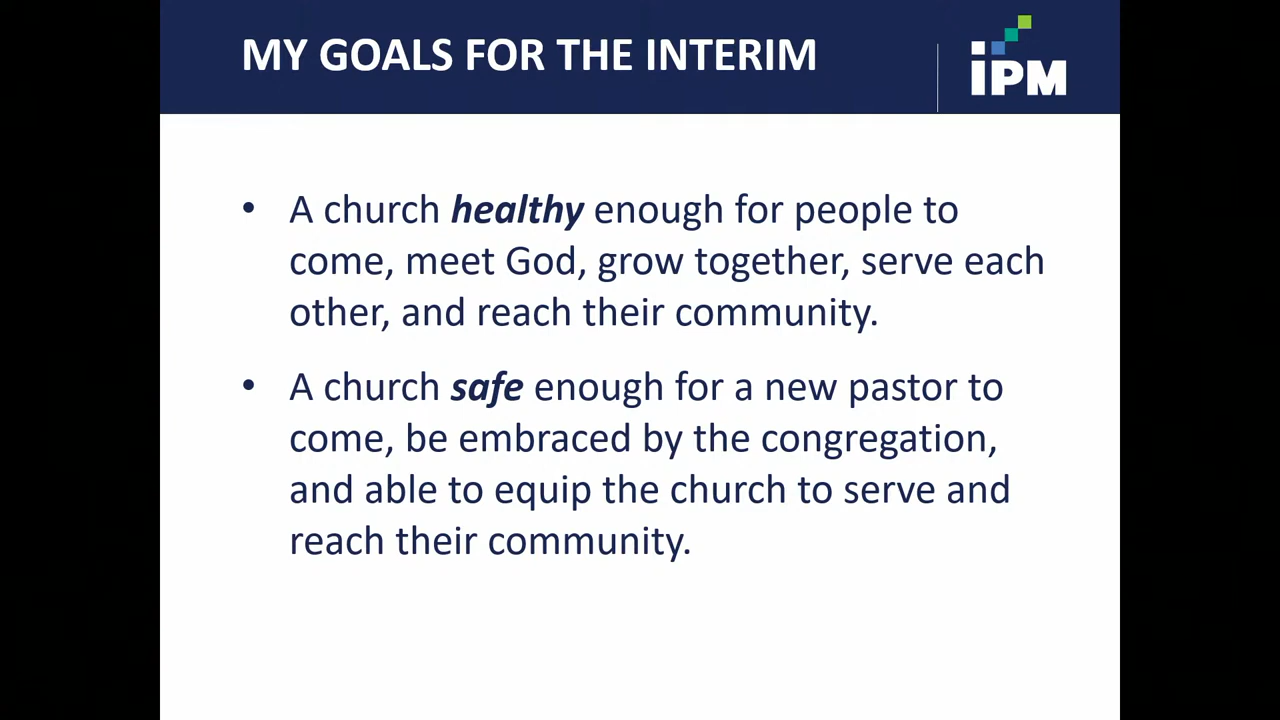 MY GOALS FOR THE INTERIM
iPM
• A church healthy enough for people to
come, meet God, grow together, serve each
other, and reach their community.
• A church safe enough for a new pastor to
come, be embraced by the congregation,
and able to equip the church to serve and
reach their community.